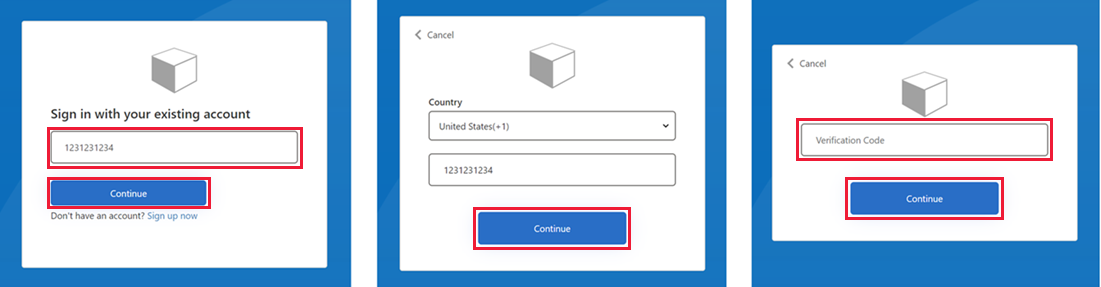 Sign in with your existing account
1231231234
Continue
Don't have an account? Sign up now
Cancel
Country
United States(+1)
1231231234
Continue
Cancel
Verification Code
Continue